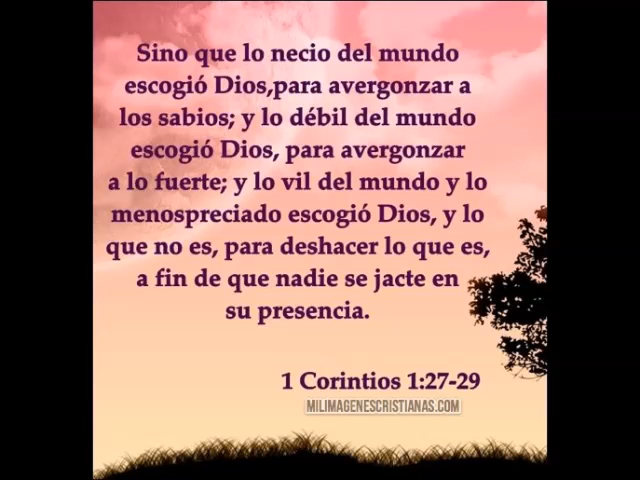 Sino que lo necio del mundo
escogió Dios,para avergonzar a
los sabios; y lo débil del mundo
escogió Dios, para avergonzar
a lo fuerte; y lo vil del mundo y lo
menospreciado escogió Dios, y lo
que no es, para deshacer lo que es,
a fin de que nadie se jacte en
su presencia.
1 Corintios 1:27-29
MILIMAGENESCRISTIANAS.COM